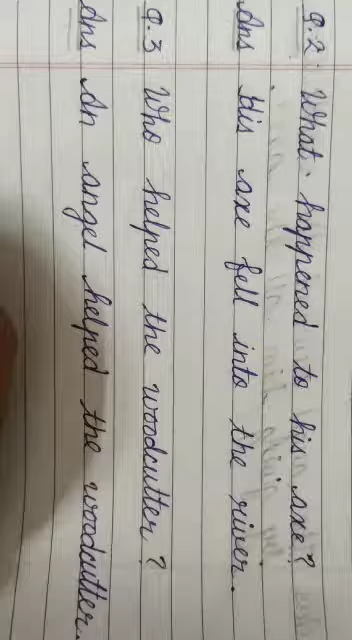 Q.2. What happened to his axe?
Ans His axe fell into the river.
Q.3 Who helped the woodcutter?
Ans An angel helped the woodcutter.